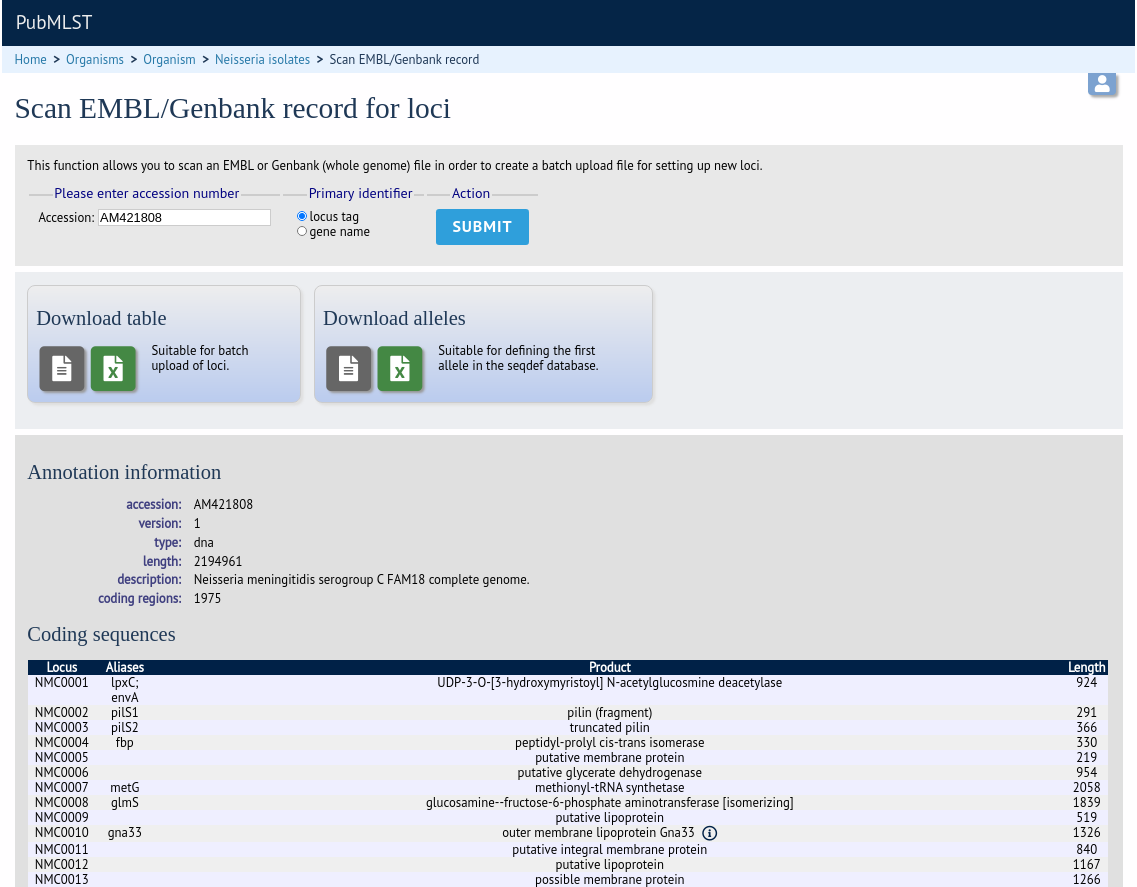 PubMLST
Home > Organisms > Organism > Neisseria isolates > Scan EMBL/Genbank record
Scan EMBL/Genbank record for loci
This function allows you to scan an EMBL or Genbank (whole genome) file in order to create a batch upload file for setting up new loci.
Please enter accession number Primary identifier Action
Accession: AM421808 locus tag SUBMIT
gene name
Download table Download alleles
Suitable for batch Suitable for defining the first
upload of loci. allele in the seqdef database.
Annotation information
accession: AM421808
version: 1
type: dna
length: 2194961
description: Neisseria meningitidis serogroup C FAM18 complete genome.
coding regions: 1975
Coding sequences
Locus Aliases Product Length
NMC0001 lpxC; UDP-3-O-[3-hydroxymyristoyl] N-acetylglucosmine deacetylase 924
envA
NMC0002 pilS1 pilin (fragment) 291
NMC0003 pilS2 truncated pilin 366
NMC0004 fbp peptidyl-prolyl cis-trans isomerase 330
NMC0005 putative membrane protein 219
NMC0006 putative glycerate dehydrogenase 954
NMC0007 metG methionyl-tRNA synthetase 2058
NMC0008 glmS glucosamine--fructose-6-phosphate aminotransferase [isomerizing] 1839
NMC0009 putative lipoprotein 519
NMC0010 gna33 outer membrane lipoprotein Gna33 1326
NMC0011 putative integral membrane protein 840
NMC0012 putative lipoprotein 1167
NMC0013 possible membrane protein 1266